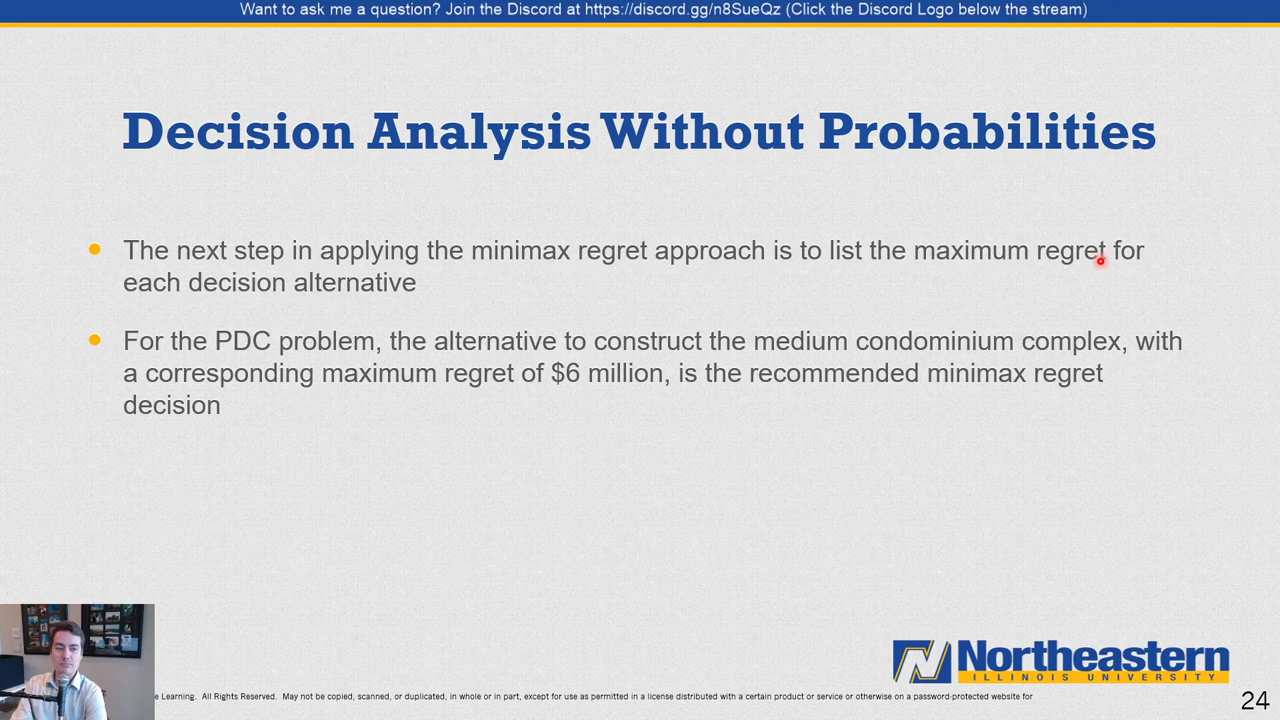 Want to ask me a question? Join the Discord at https://discord.gg/n8SueQz (Click the Discord Logo below the stream)
Decision Analysis Without Probabilities
The next step in applying the minimax regret approach is to list the maximum regret for
each decision alternative
For the PDC problem, the alternative to construct the medium condominium complex, with
a corresponding maximum regret of $6 million, is the recommended minimax regret
decision
Northeastern
ILLINOIS UNIVERSITY
e Learning. All Rights Reserved. May not be copied, scanned, or duplicated, in whole or in part, except for use as permitted in a license distributed with a certain product or service or otherwise on a password-protected website for
24